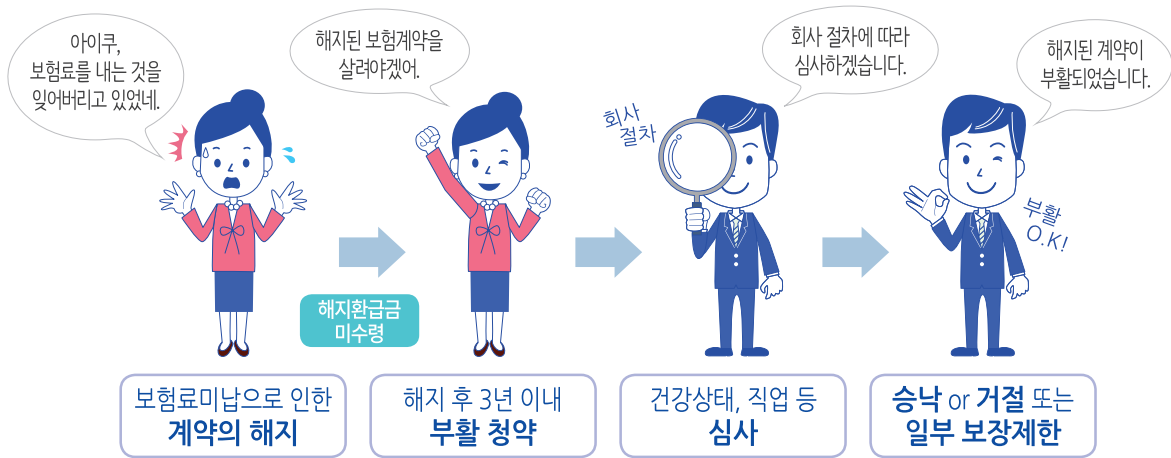 아이쿠,
보험료를 내는 것을
잊어버리고 있었네.
해지된 보험계약을
살려야겠어.
회사 절차에 따라
심사하겠습니다.
해지된 계약이
부활되었습니다.
회사
절차
부활
O.K!
해지환급금
미수령
보험료미납으로 인한
계약의 해지
해지 후 3년 이내
부활 청약
건강상태, 직업 등
심사
승낙 or 거절 또는
일부 보장제한